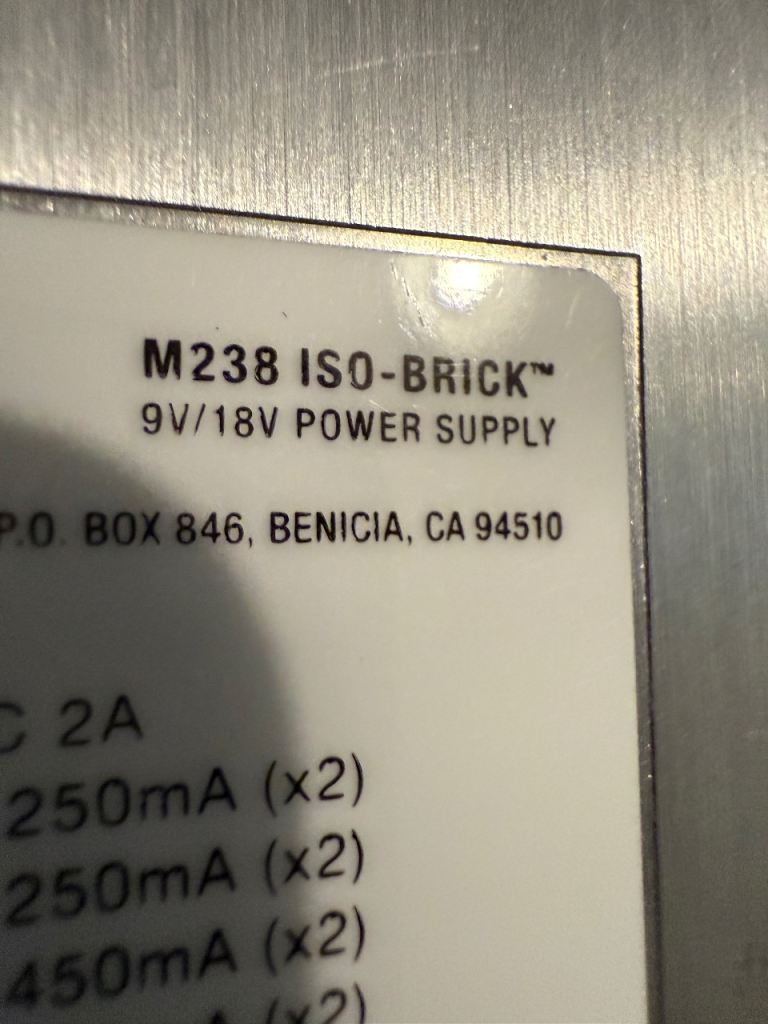 M238 ISO-BRICK™
9V/18V POWER SUPPLY
P.O. BOX 846, BENICIA, CA 94510
C 2A
250mA (x2)
250mA (x2)
450mA (x2)
A (x2)